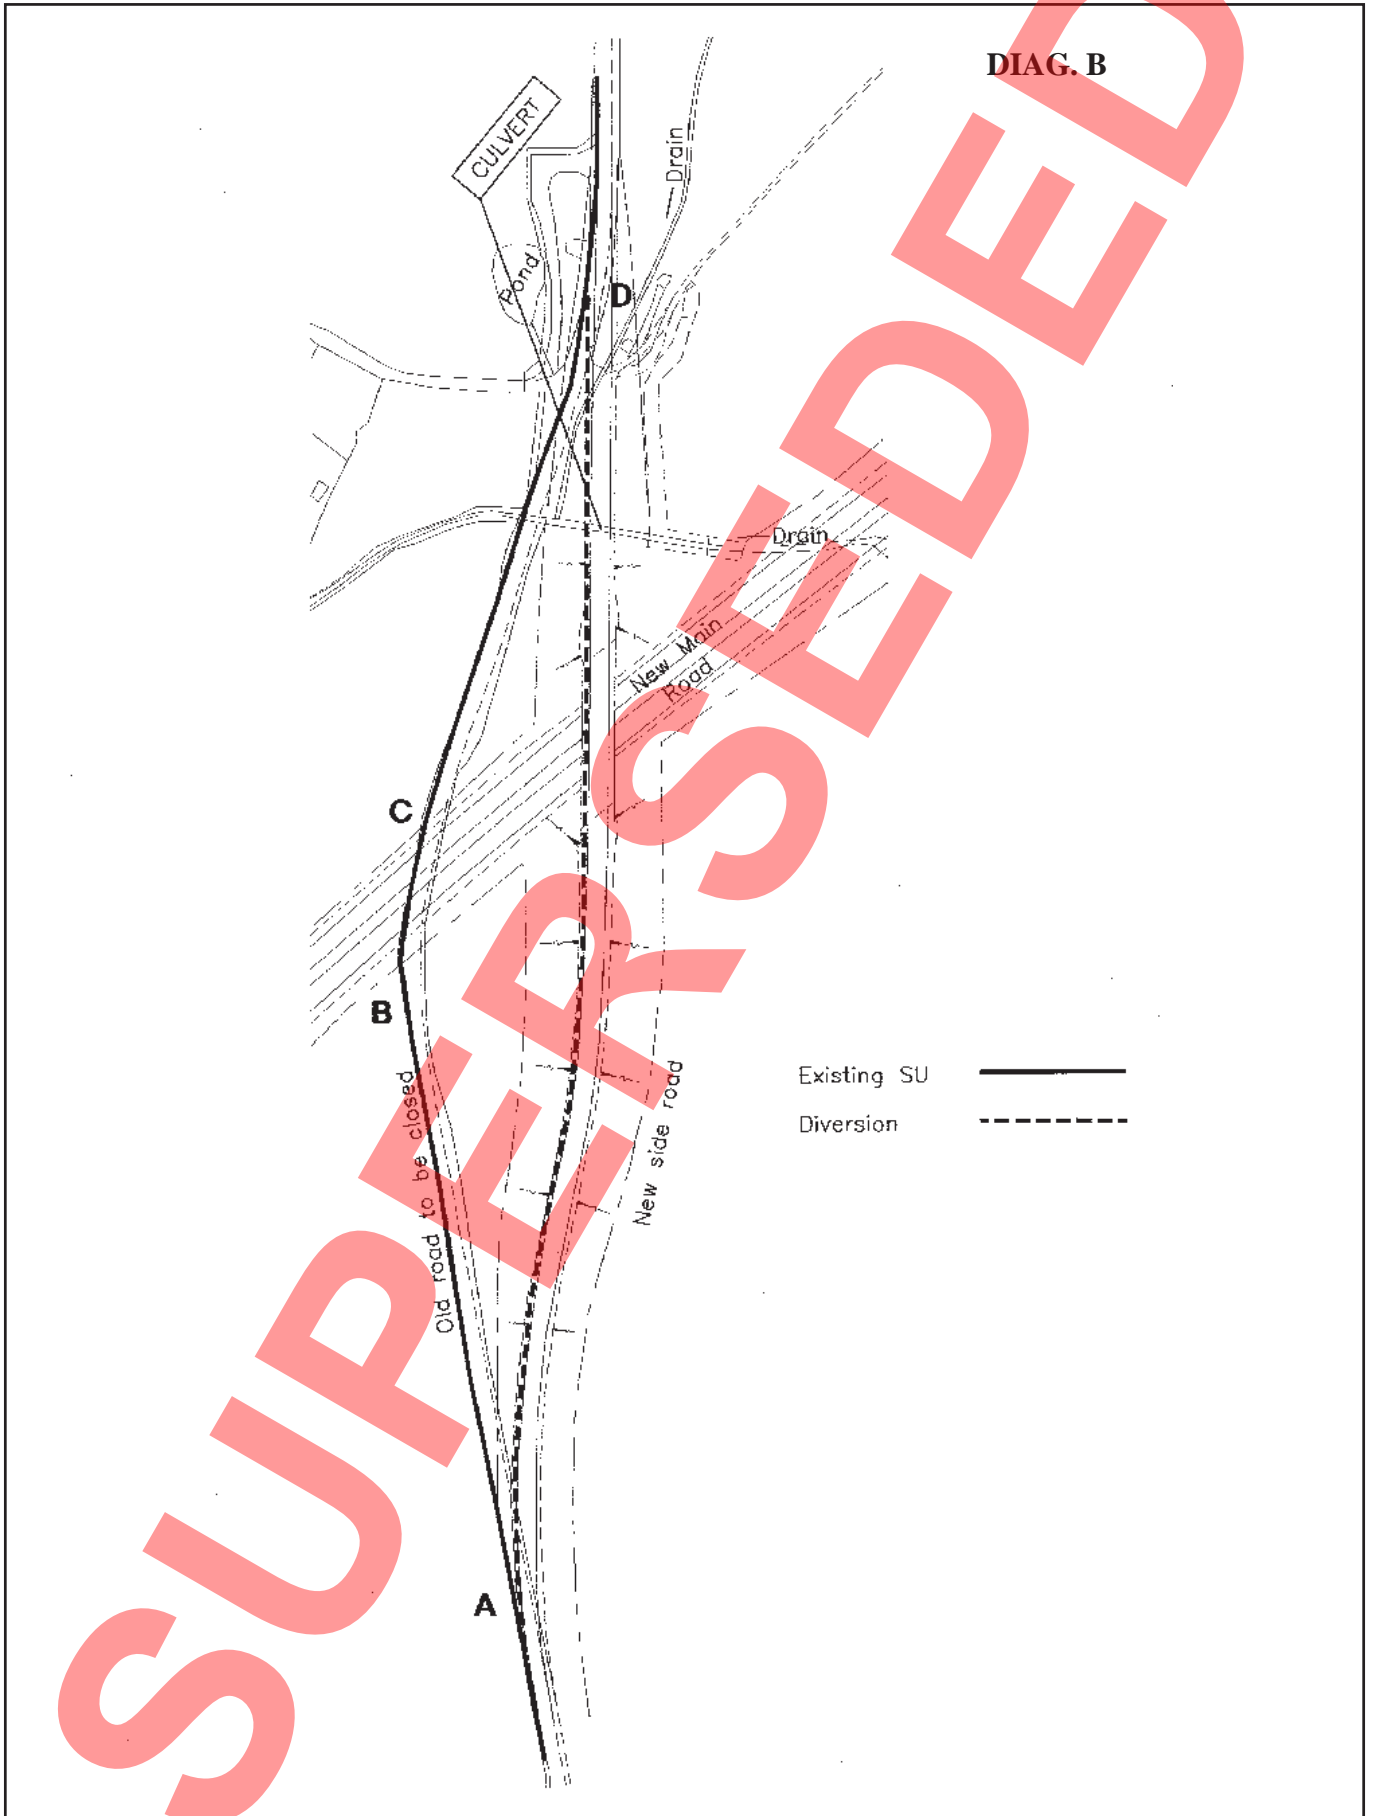 DIAG. B
CULVERT
Drain
Pond
D
Drain
New Main
Road
C
B
Existing SU
Diversion
Old road to be closed
New side road
A
SUPERSEDED